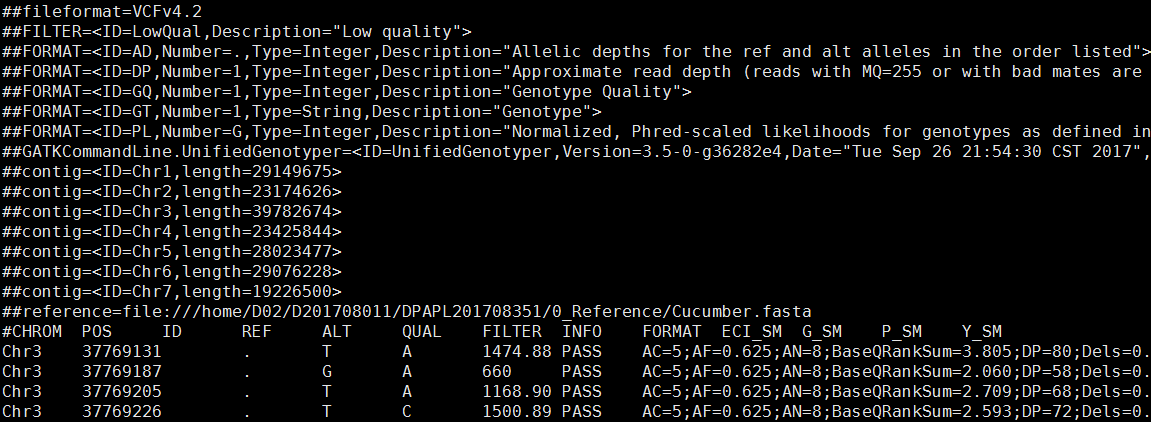 ##fileformat=VCFv4.2
##FILTER=<ID=LowQual,Description="Low quality">
##FORMAT=<ID=AD,Number=.,Type=Integer,Description="Allelic depths for the ref and alt alleles in the order listed">
##FORMAT=<ID=DP,Number=1,Type=Integer,Description="Approximate read depth (reads with MQ=255 or with bad mates are
##FORMAT=<ID=GQ,Number=1,Type=Integer,Description="Genotype Quality">
##FORMAT=<ID=GT,Number=1,Type=String,Description="Genotype">
##FORMAT=<ID=PL,Number=G,Type=Integer,Description="Normalized, Phred-scaled likelihoods for genotypes as defined in
##GATKCommandLine.UnifiedGenotyper=<ID=UnifiedGenotyper,Version=3.5-0-g36282e4,Date="Tue Sep 26 21:54:30 CST 2017",
##contig=<ID=Chr1,length=29149675>
##contig=<ID=Chr2,length=23174626>
##contig=<ID=Chr3,length=39782674>
##contig=<ID=Chr4,length=23425844>
##contig=<ID=Chr5,length=28023477>
##contig=<ID=Chr6,length=29076228>
##contig=<ID=Chr7,length=19226500>
##reference=file:///home/D02/D201708011/DPAPL201708351/0_Reference/Cucumber.fasta
#CHROM POS ID REF ALT QUAL FILTER INFO FORMAT ECI_SM G_SM P_SM Y_SM
Chr3 37769131 . T A 1474.88 PASS AC=5;AF=0.625;AN=8;BaseQRankSum=3.805;DP=80;Dels=0.
Chr3 37769187 . G A 660 PASS AC=5;AF=0.625;AN=8;BaseQRankSum=2.060;DP=58;Dels=0.
Chr3 37769205 . T A 1168.90 PASS AC=5;AF=0.625;AN=8;BaseQRankSum=2.709;DP=68;Dels=0.
Chr3 37769226 . T C 1500.89 PASS AC=5;AF=0.625;AN=8;BaseQRankSum=2.593;DP=72;Dels=0.